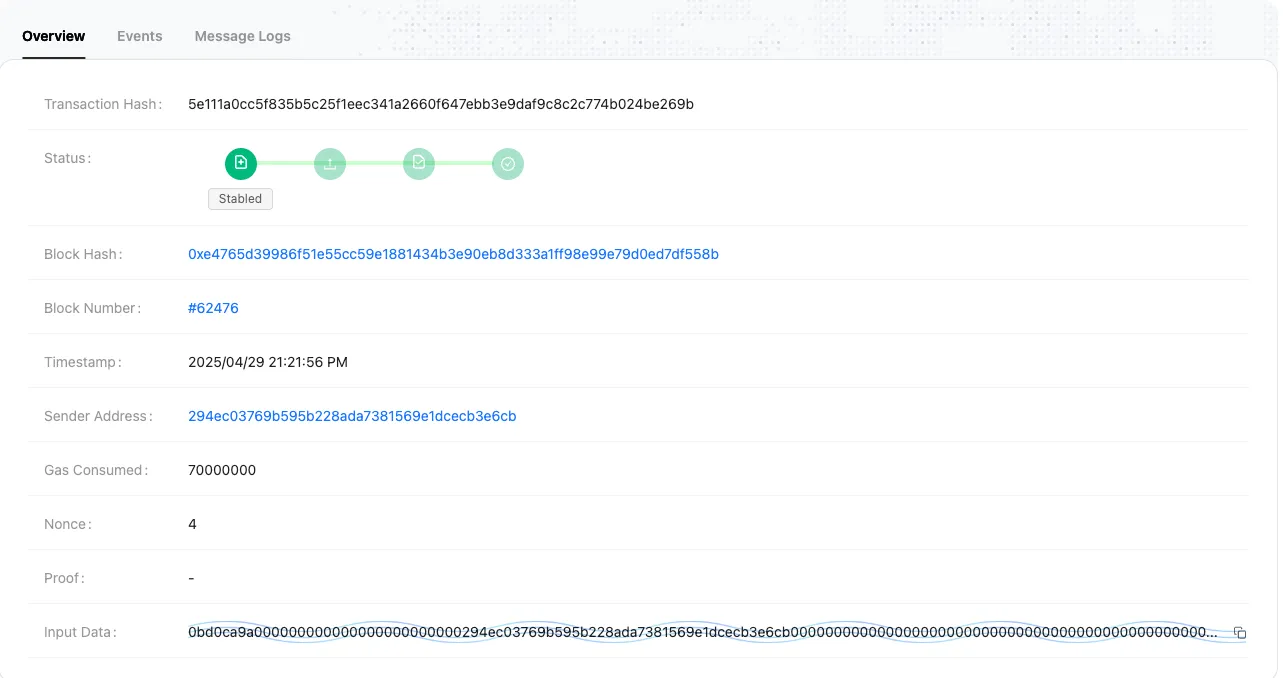 Overview Events Message Logs
Transaction Hash: 5e111a0cc5f835b5c25f1eec341a2660f647ebb3e9daf9c8c2c774b024be269b
Status:
Stabled
Block Hash: 0xe4765d39986f51e55cc59e1881434b3e90eb8d333a1ff98e99e79d0ed7df558b
Block Number: #62476
Timestamp: 2025/04/29 21:21:56 PM
Sender Address: 294ec03769b595b228ada7381569e1dcecb3e6cb
Gas Consumed: 70000000
Nonce: 4
Proof: -
Input Data: